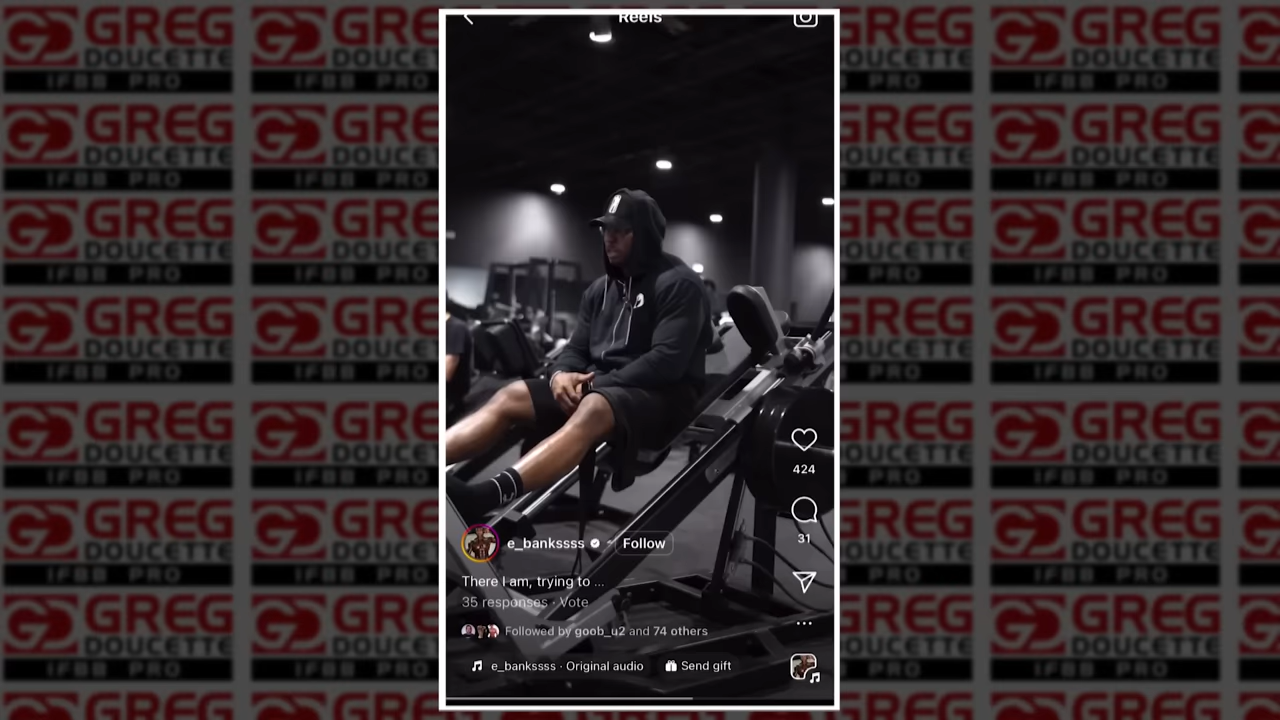 Reels
424
31
e_bankssss Follow
There I am, trying to ...
35 responses · Vote
Followed by goob_u2 and 74 others
e_bankssss · Original audio
Send gift
GREG
DOUCETTE
IFBB PRO